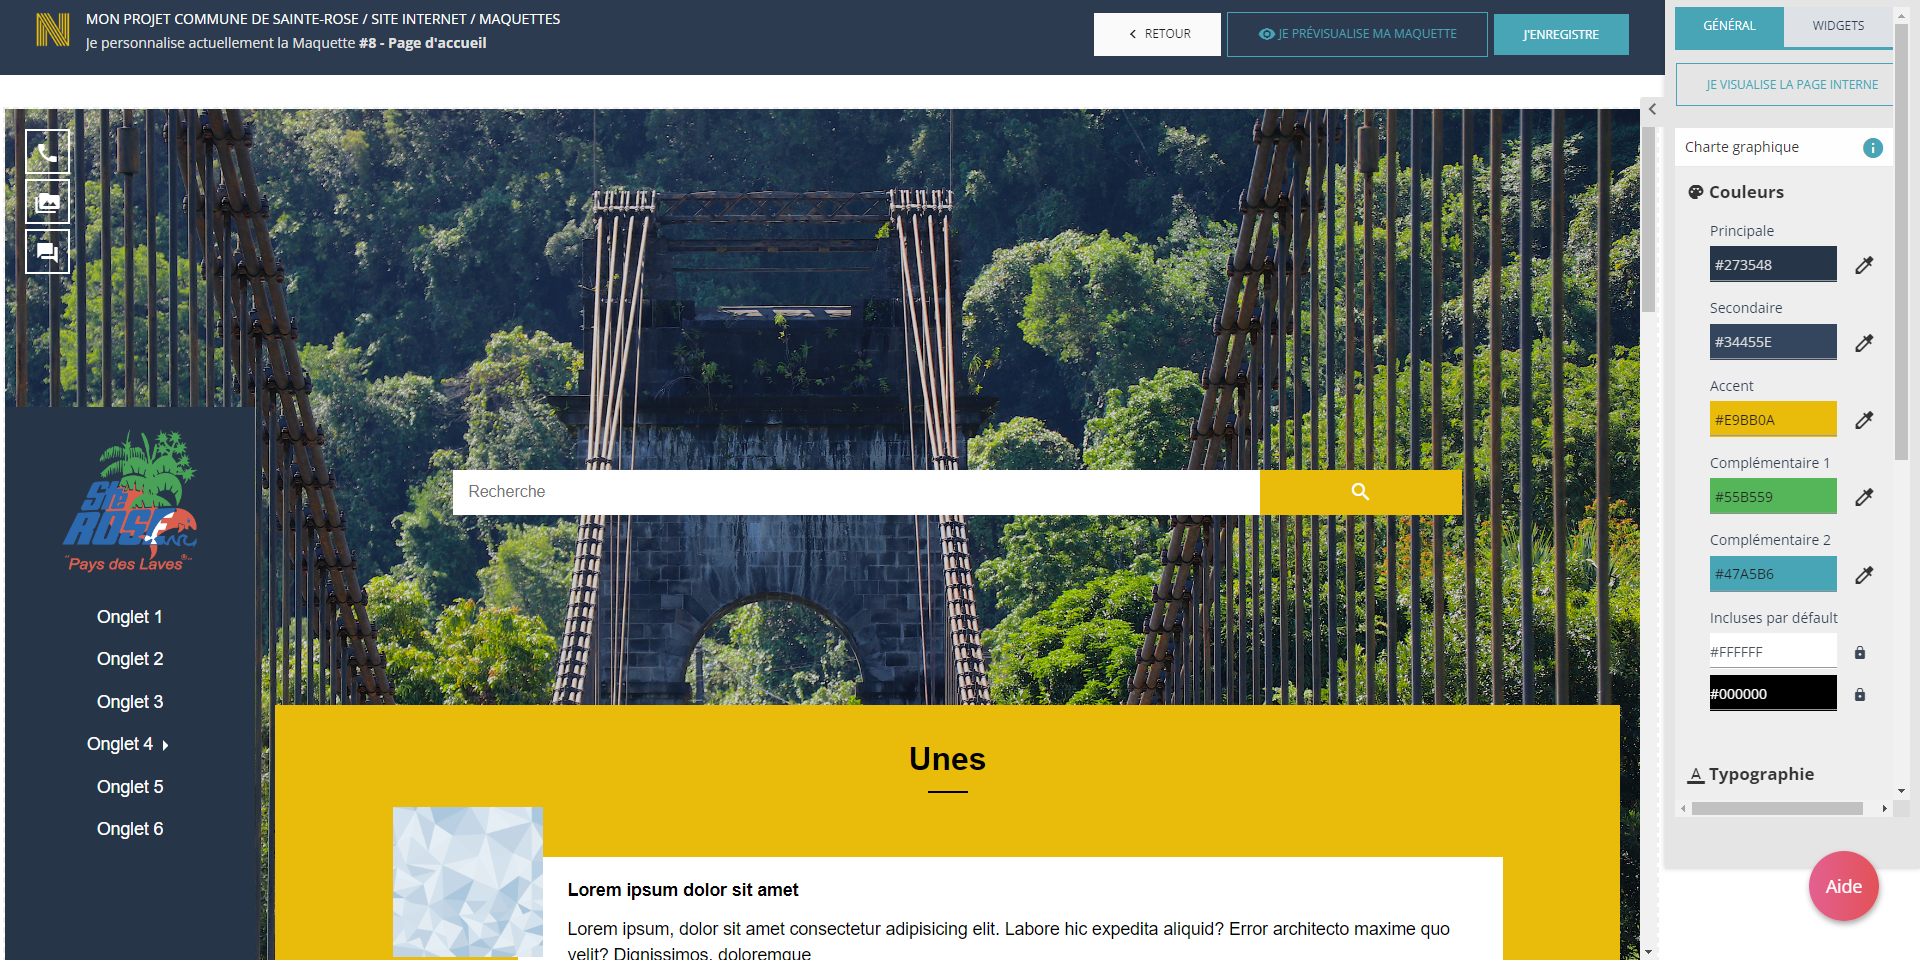 MON PROJET COMMUNE DE SAINTE-ROSE / SITE INTERNET / MAQUETTES
Je personnalise actuellement la Maquette #8 - Page d'accueil
RETOUR
JE PRÉVISUALISE MA MAQUETTE
J'ENREGISTRE
GÉNÉRAL
WIDGETS
JE VISUALISE LA PAGE INTERNE
Charte graphique
Couleurs
Principale
#273548
Secondaire
#34455E
Accent
#E9BB0A
Complémentaire 1
#55B559
Complémentaire 2
#47A5B6
Incluses par défault
#FFFFFF
#000000
Typographie
Aide
Ste
ROSE
"Pays des Laves"®
Onglet 1
Onglet 2
Onglet 3
Onglet 4
Onglet 5
Onglet 6
Recherche
Unes
Lorem ipsum dolor sit amet
Lorem ipsum, dolor sit amet consectetur adipisicing elit. Labore hic expedita aliquid? Error architecto maxime quo
velit? Dignissimos, doloremque